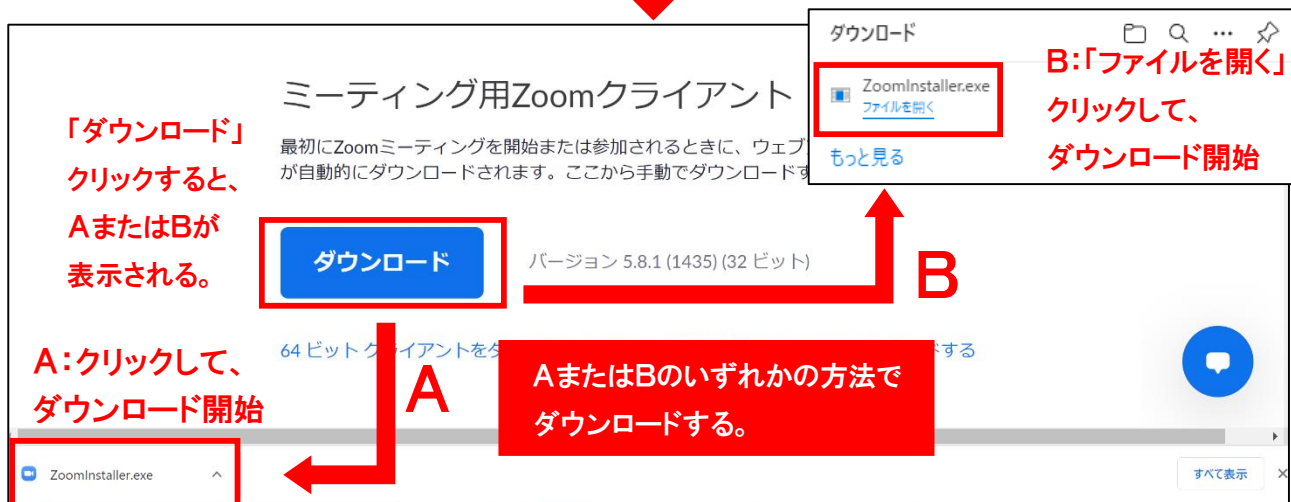 ダウンロード
ZoomInstaller.exe
ファイルを開く
もっと見る
B:「ファイルを開く」
クリックして、
ダウンロード開始
ミーティング用Zoomクライアント
最初にZoomミーティングを開始または参加されるときに、ウェブ
が自動的にダウンロードされます。ここから手動でダウンロードす
「ダウンロード」
クリックすると、
AまたはBが
表示される。
ダウンロード
バージョン 5.8.1 (1435) (32 ビット)
B
64 ビット クライアントを
する
A:クリックして、
ダウンロード開始
A
AまたはBのいずれかの方法で
ダウンロードする。
ZoomInstaller.exe
すべて表示